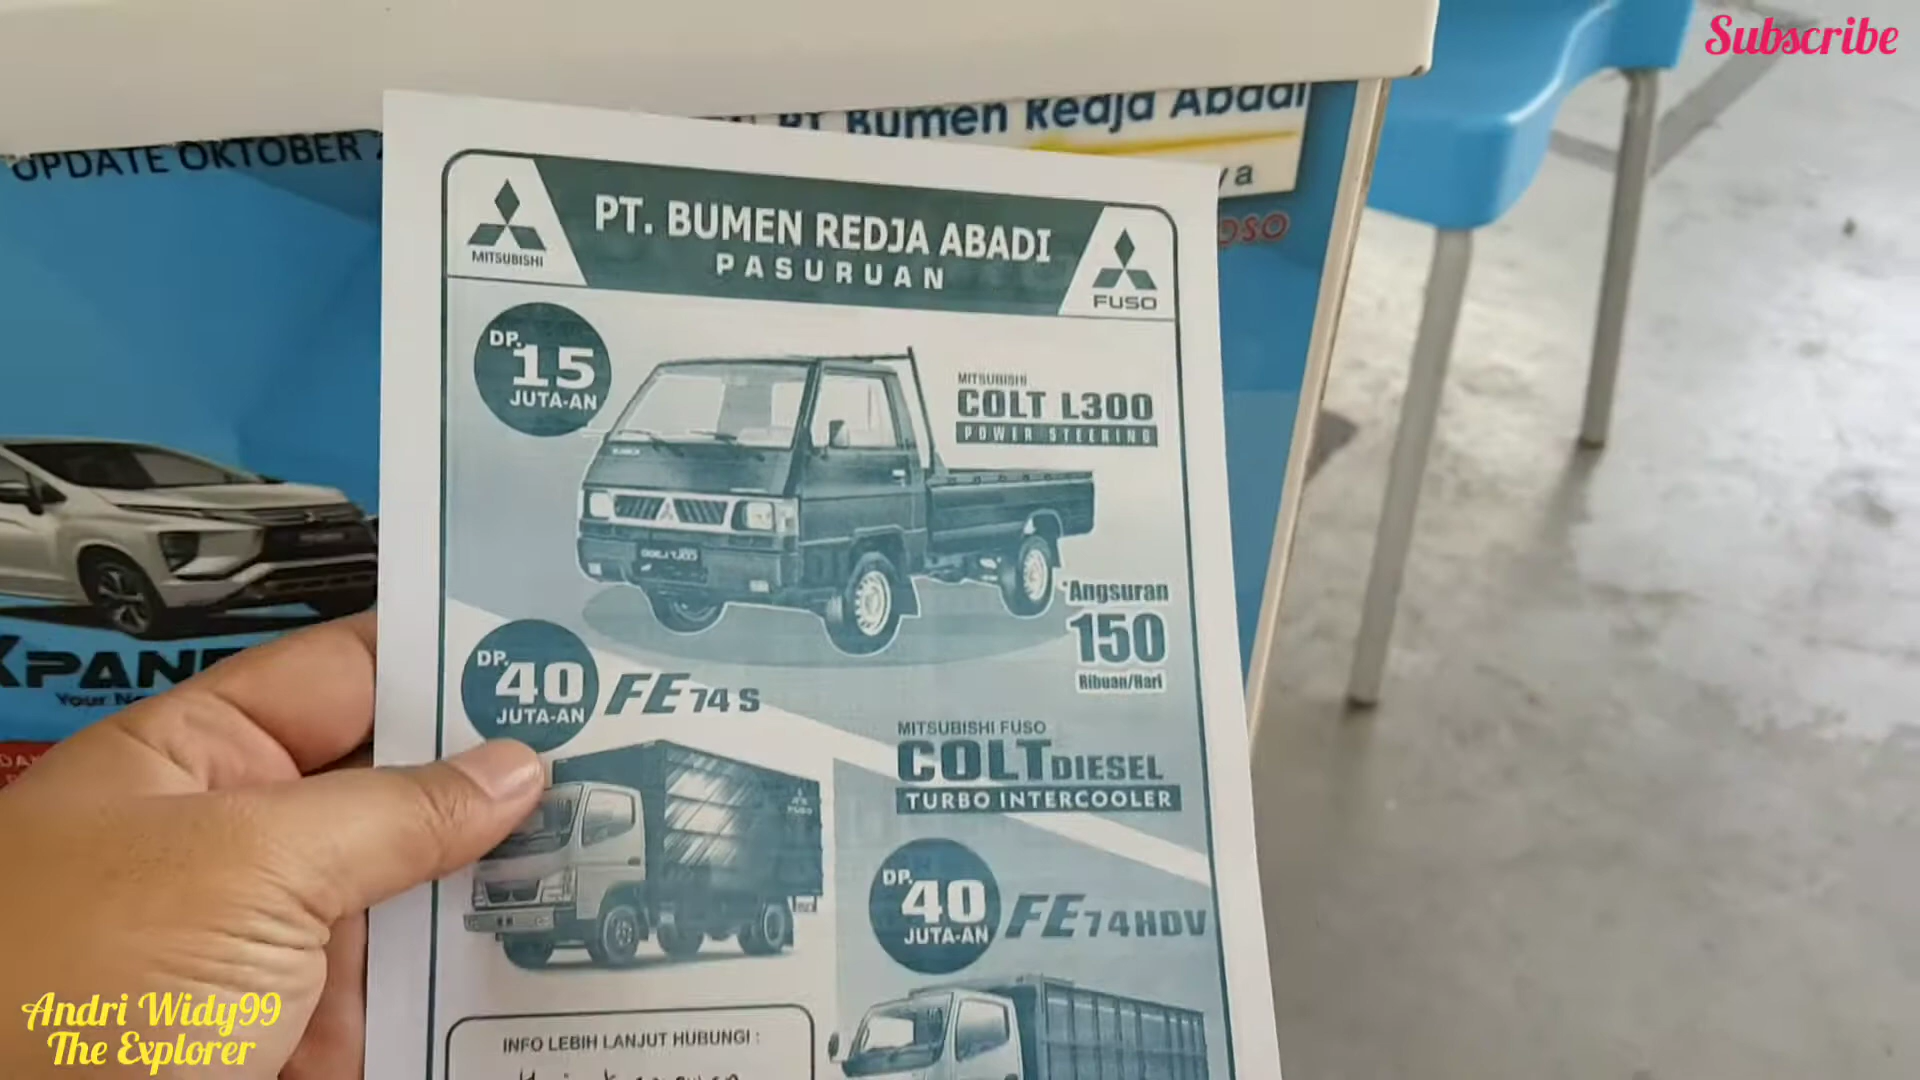 Subscribe
UPDATE OKTOBER
PT Bumen Redja Abadi
PT. BUMEN REDJA ABADI
PASURUAN
MITSUBISHI
FUSO
DP.
15
JUTA-AN
MITSUBISHI
COLT L300
POWER STEERING
*Angsuran
150
Ribuan/Hari
DP.
40
JUTA-AN
FE 74 S
MITSUBISHI FUSO
COLT DIESEL
TURBO INTERCOOLER
DP.
40
JUTA-AN
FE 74 HDV
INFO LEBIH LANJUT HUBUNGI :
Andri Widy99
The Explorer